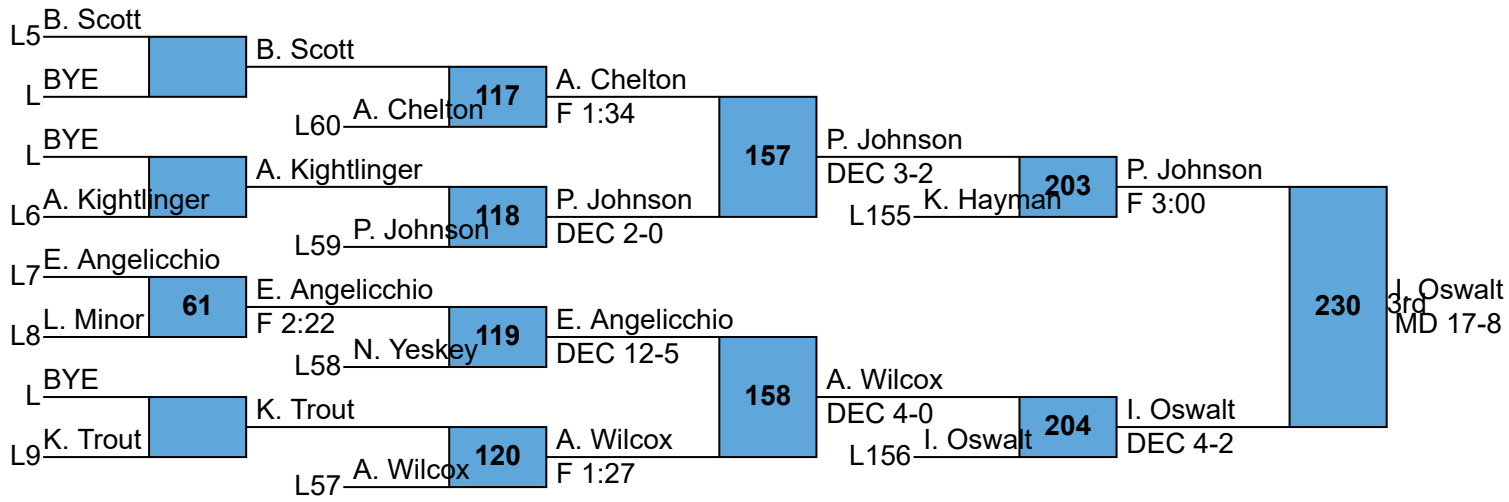 B. Scott
L5
B. Scott
BYE
L
A. Chelton
117
A. Chelton
L60
F 1:34
BYE
L
157
P. Johnson
DEC 3-2
A. Kightlinger
P. Johnson
203
A. Kightlinger
L6
K. Hayman
L155
F 3:00
118
P. Johnson
P. Johnson
L59
DEC 2-0
E. Angelicchio
L7
61
E. Angelicchio
L. Minor
L8
F 2:22
230
3rd
I. Oswalt
MD 17-8
119
E. Angelicchio
N. Yeskey
L58
DEC 12-5
BYE
L
158
A. Wilcox
DEC 4-0
K. Trout
I. Oswalt
204
K. Trout
L9
I. Oswalt
L156
DEC 4-2
120
A. Wilcox
A. Wilcox
L57
F 1:27